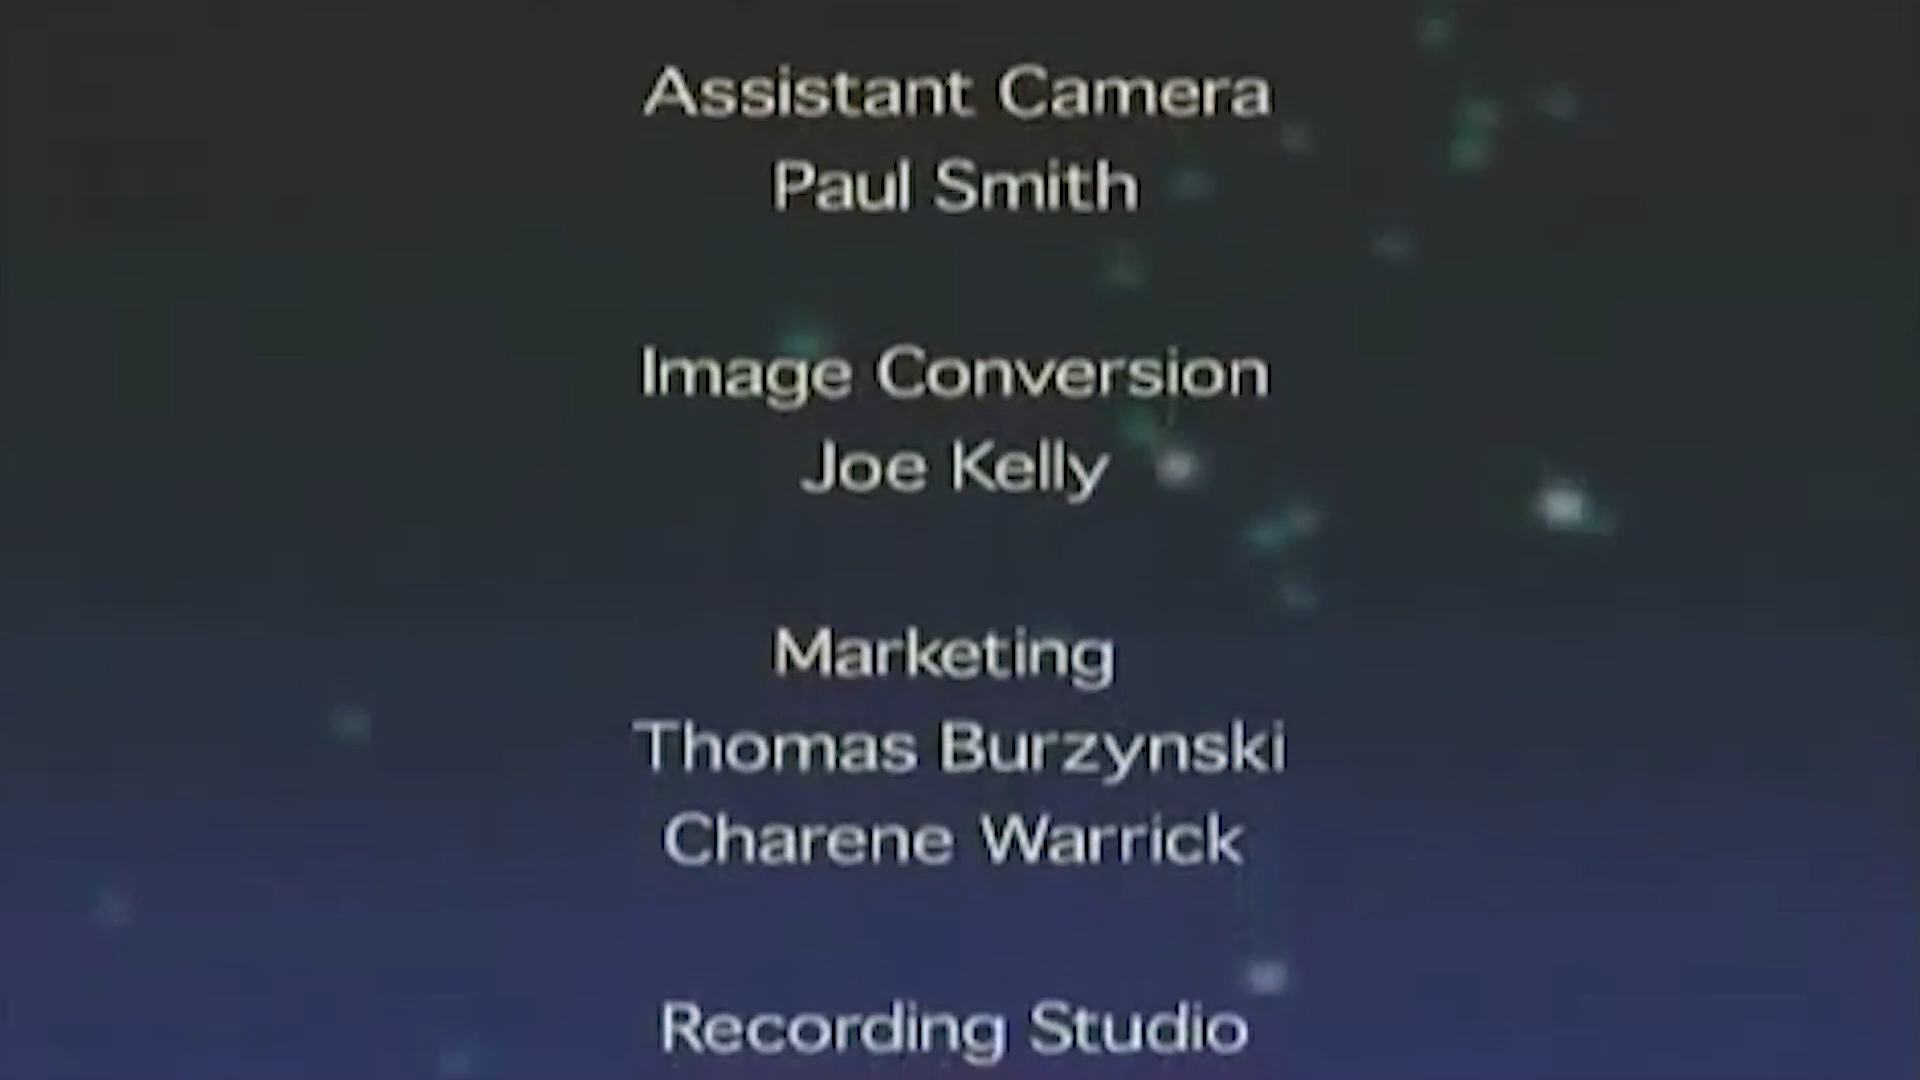 Assistant Camera
Paul Smith
Image Conversion
Joe Kelly
Marketing
Thomas Burzynski
Charene Warrick
Recording Studio